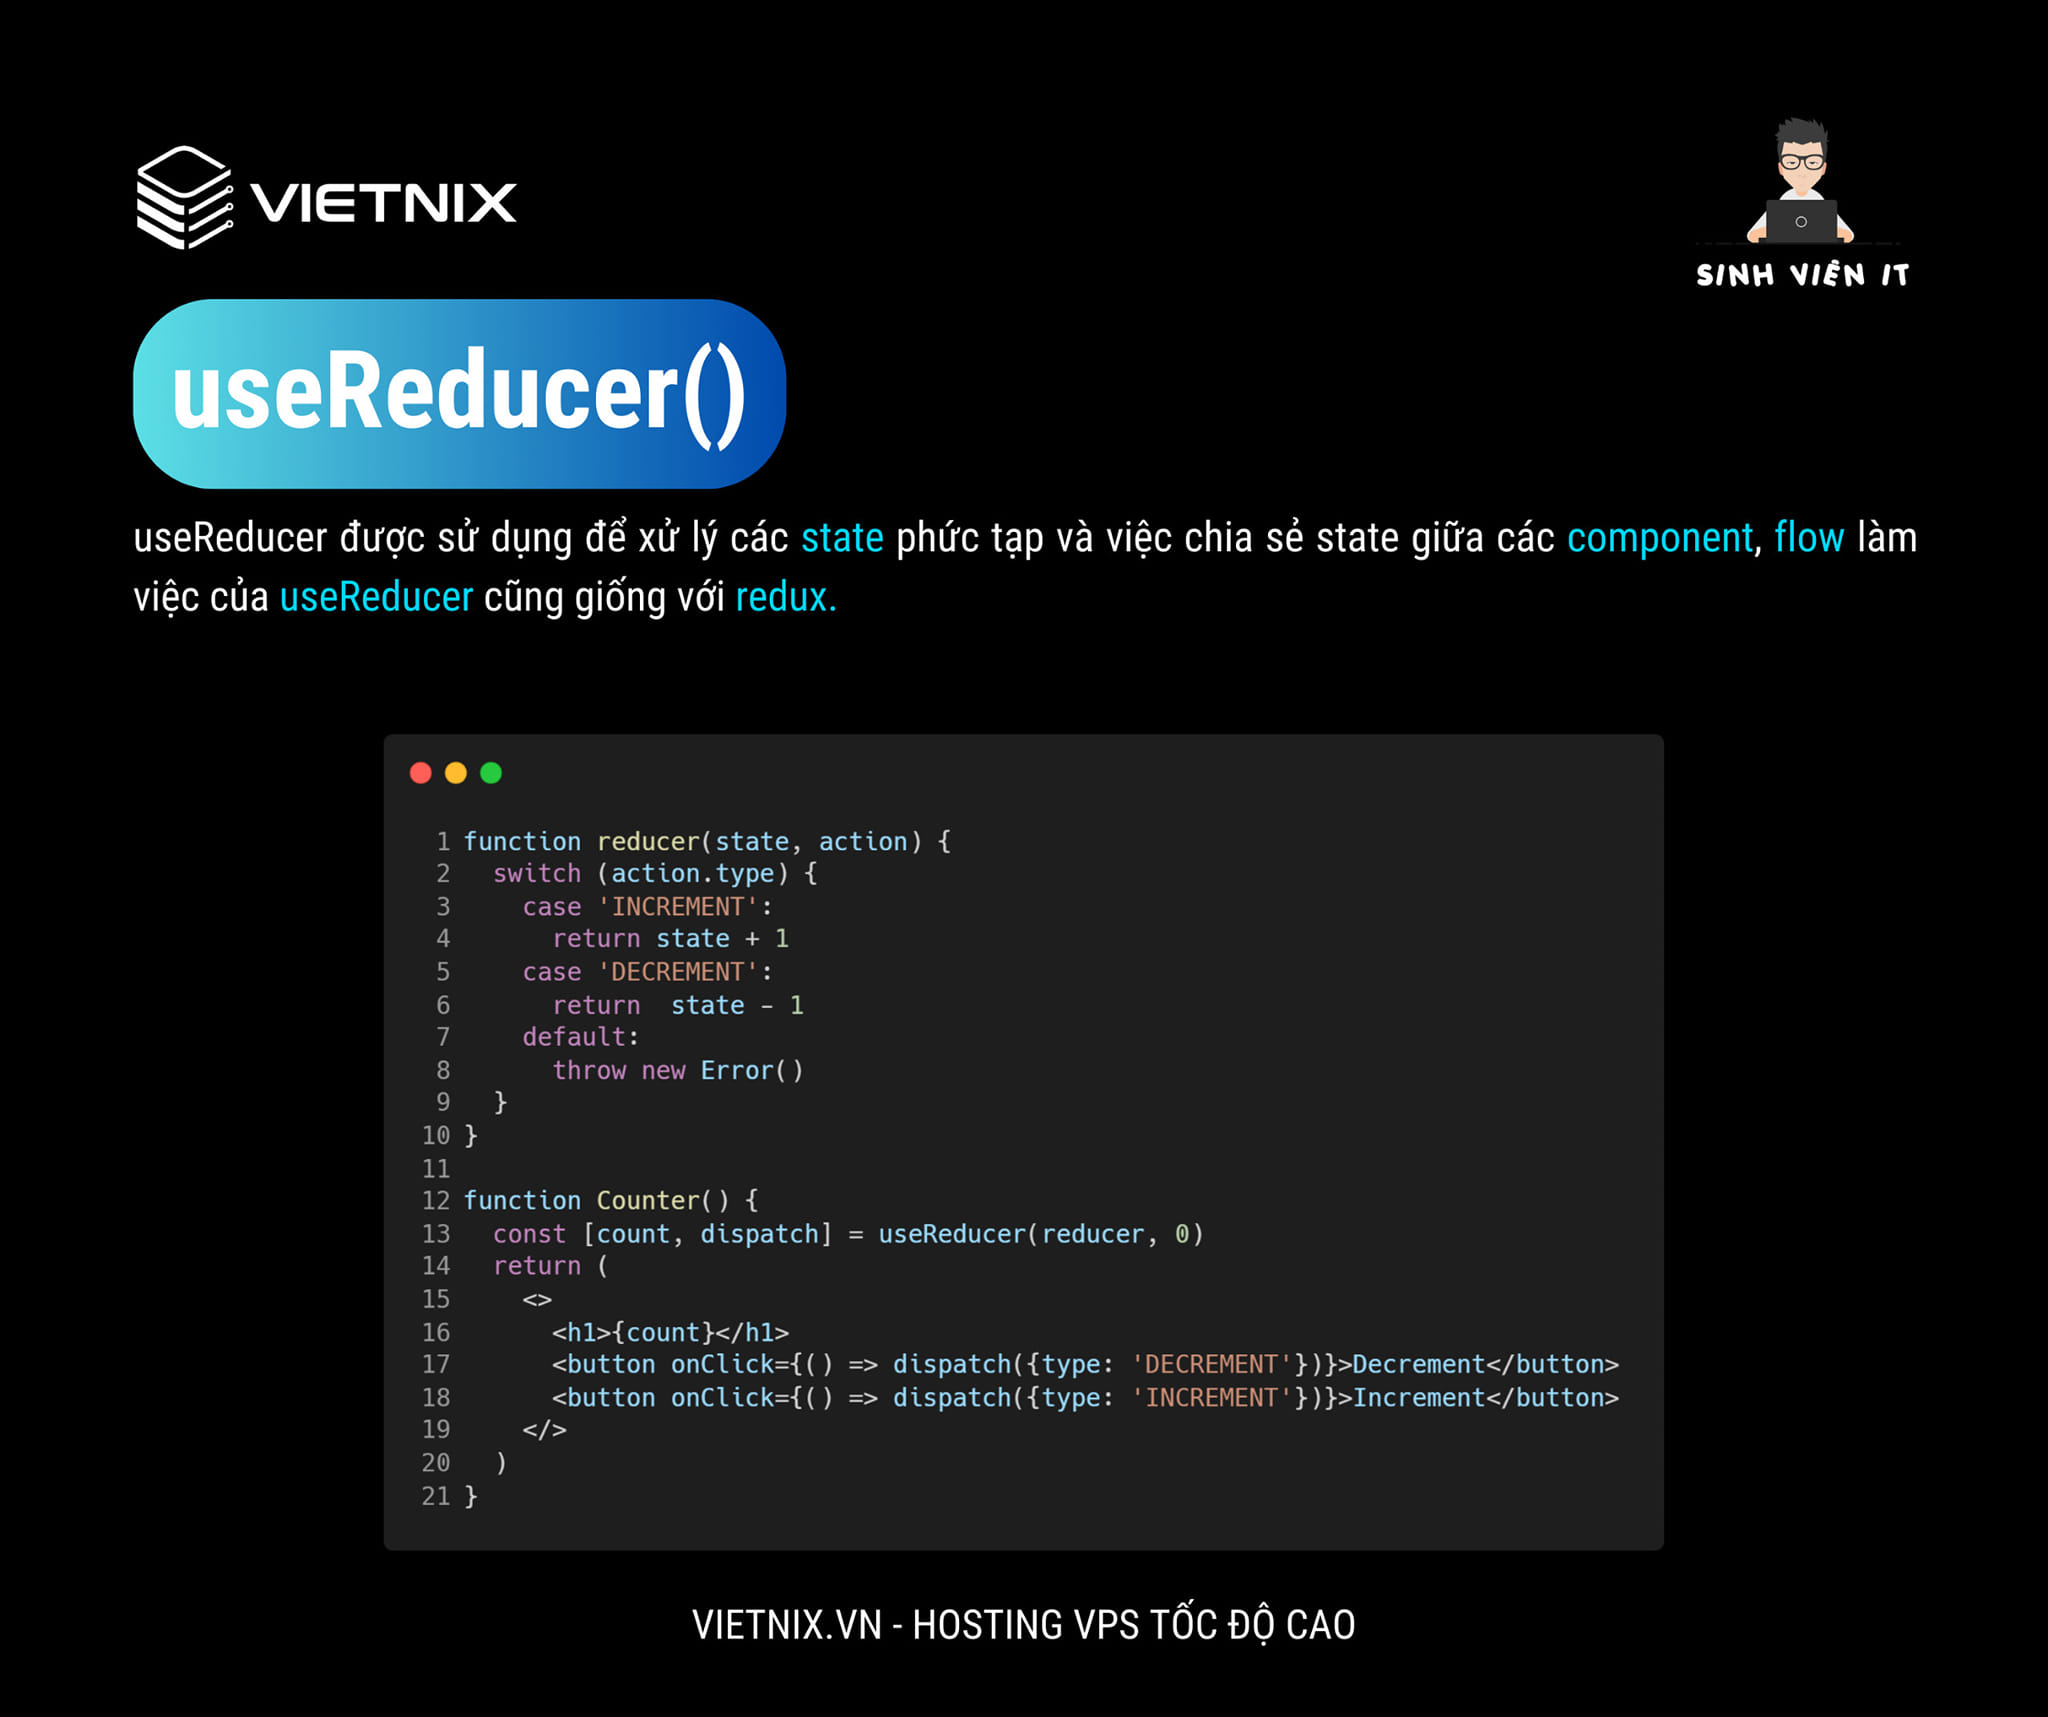 VIETNIX
SINH VIÊN IT
useReducer()
useReducer được sử dụng để xử lý các state phức tạp và việc chia sẻ state giữa các component, flow làm
việc của useReducer cũng giống với redux.
1 function reducer(state, action) {
2   switch (action.type) {
3     case 'INCREMENT':
4       return state + 1
5     case 'DECREMENT':
6       return  state - 1
7     default:
8       throw new Error()
9   }
10 }
11
12 function Counter() {
13   const [count, dispatch] = useReducer(reducer, 0)
14   return (
15     <>
16       <h1>{count}</h1>
17       <button onClick={() => dispatch({type: 'DECREMENT'})}>Decrement</button>
18       <button onClick={() => dispatch({type: 'INCREMENT'})}>Increment</button>
19     </>
20   )
21 }
VIETNIX.VN - HOSTING VPS TỐC ĐỘ CAO